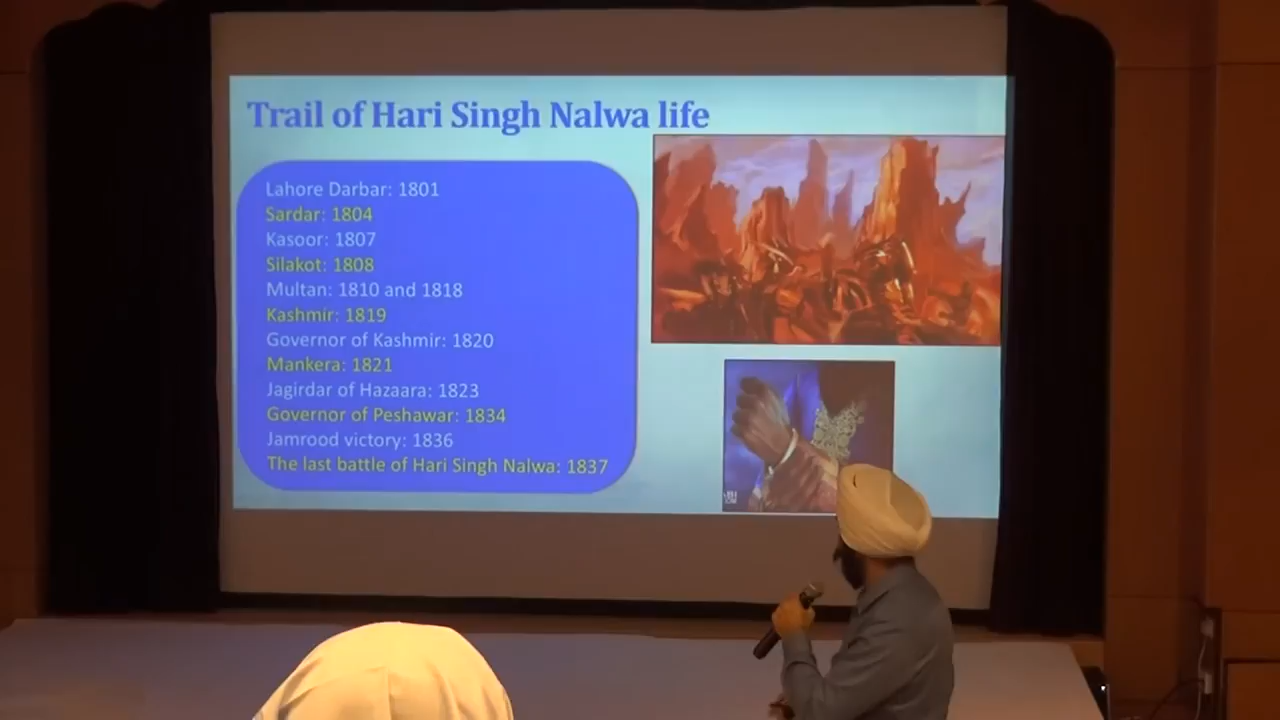 Trail of Hari Singh Nalwa life
Lahore Darbar: 1801
Sardar: 1804
Kasoor: 1807
Silakot: 1808
Multan: 1810 and 1818
Kashmir: 1819
Governor of Kashmir: 1820
Mankera: 1821
Jagirdar of Hazaara: 1823
Governor of Peshawar: 1834
Jamrood victory: 1836
The last battle of Hari Singh Nalwa: 1837